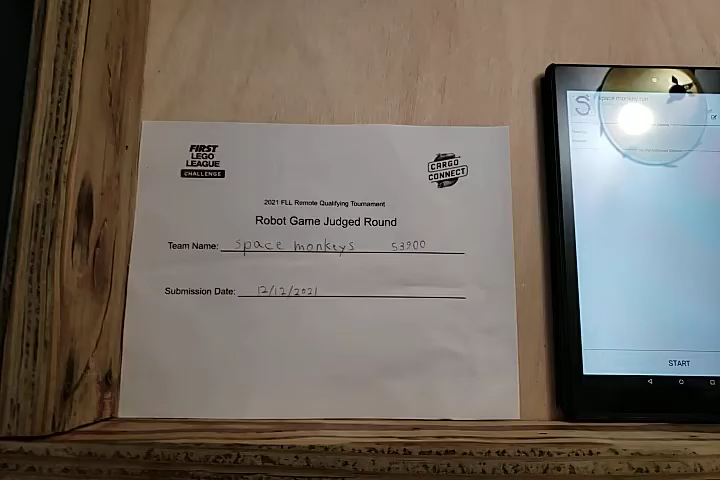 FIRST
LEGO
LEAGUE
CHALLENGE
CARGO
CONNECT
2021 FLL Remote Qualifying Tournament
Robot Game Judged Round
Team Name: space monkeys 53900
Submission Date: 12/12/2021
S
START